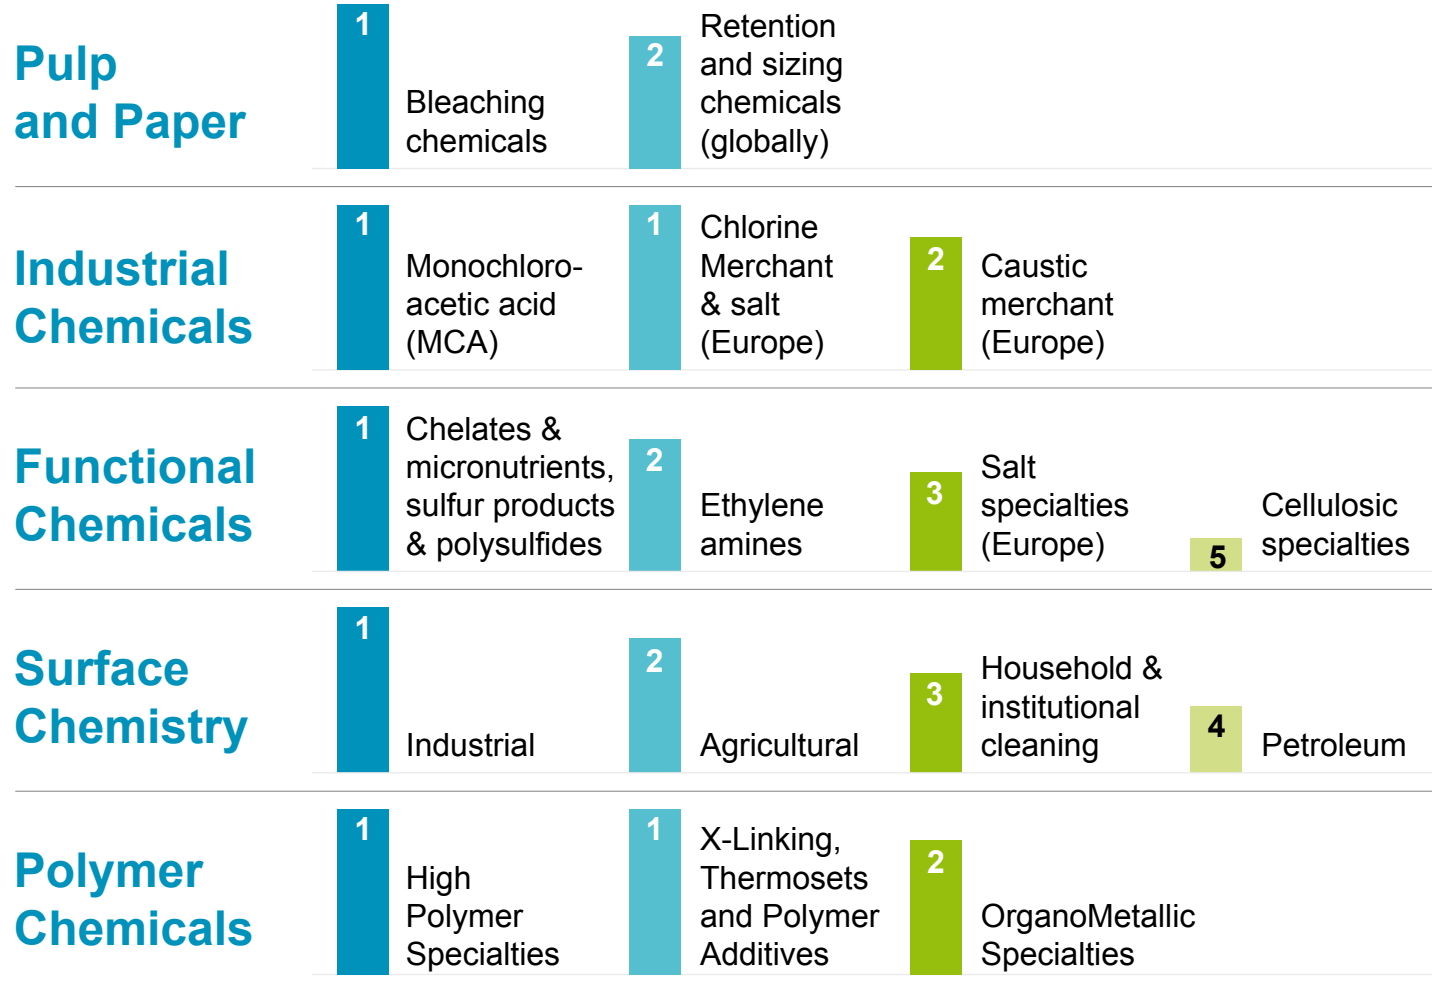 Pulp
and Paper
1
Bleaching
chemicals
2
Retention
and sizing
chemicals
(globally)
Industrial
Chemicals
1
Monochloro-
acetic acid
(MCA)
1
Chlorine
Merchant
& salt
(Europe)
2
Caustic
merchant
(Europe)
Functional
Chemicals
1
Chelates &
micronutrients,
sulfur products
& polysulfides
2
Ethylene
amines
3
Salt
specialties
(Europe)
5
Cellulosic
specialties
Surface
Chemistry
1
Industrial
2
Agricultural
3
Household &
institutional
cleaning
4
Petroleum
Polymer
Chemicals
1
High
Polymer
Specialties
1
X-Linking,
Thermosets
and Polymer
Additives
2
OrganoMetallic
Specialties